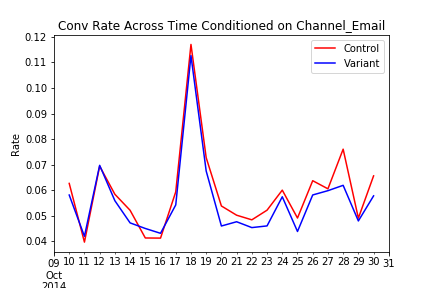 Conv Rate Across Time Conditioned on Channel_Email
0.12
0.11
0.10
0.09
0.08
0.07
0.06
0.05
0.04
Rate
Control
Variant
09 10 11 12 13 14 15 16 17 18 19 20 21 22 23 24 25 26 27 28 29 30 31
Oct
2014